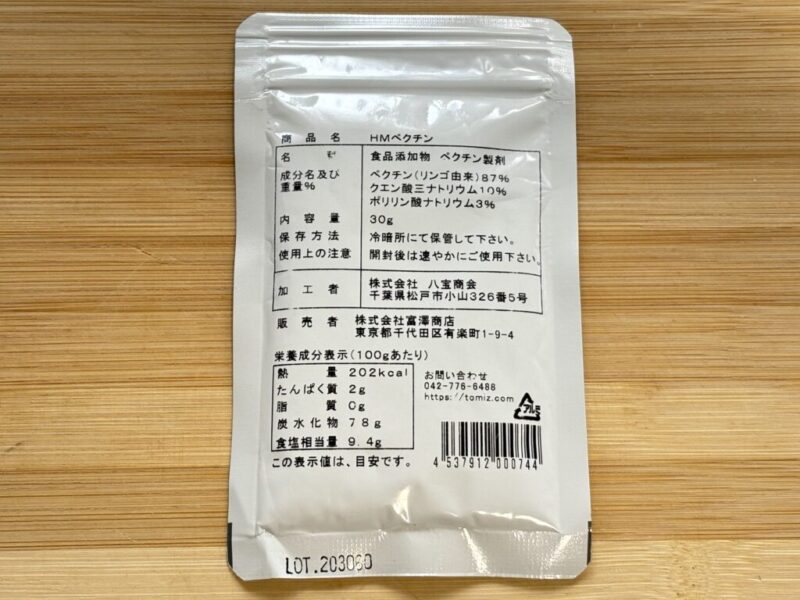 商品名 HMペクチン
名 称 食品添加物 ペクチン製剤
成分名及び ペクチン(リンゴ由来)87%
重量% クエン酸三ナトリウム10%
ポリリン酸ナトリウム3%
内容量 30g
保存方法 冷暗所にて保管して下さい。
使用上の注意 開封後は速やかにご使用下さい。
加工者 株式会社 八宝商会
千葉県松戸市小山326番5号
販売者 株式会社富澤商店
東京都千代田区有楽町1-9-4
栄養成分表示(100gあたり)
熱量 202kcal
たんぱく質 2g
脂質 0g
炭水化物 78g
食塩相当量 9.4g
この表示値は、目安です。
お問い合わせ
042-776-6488
https://tomiz.com
アルミ
4 537912 000744
LOT.203060